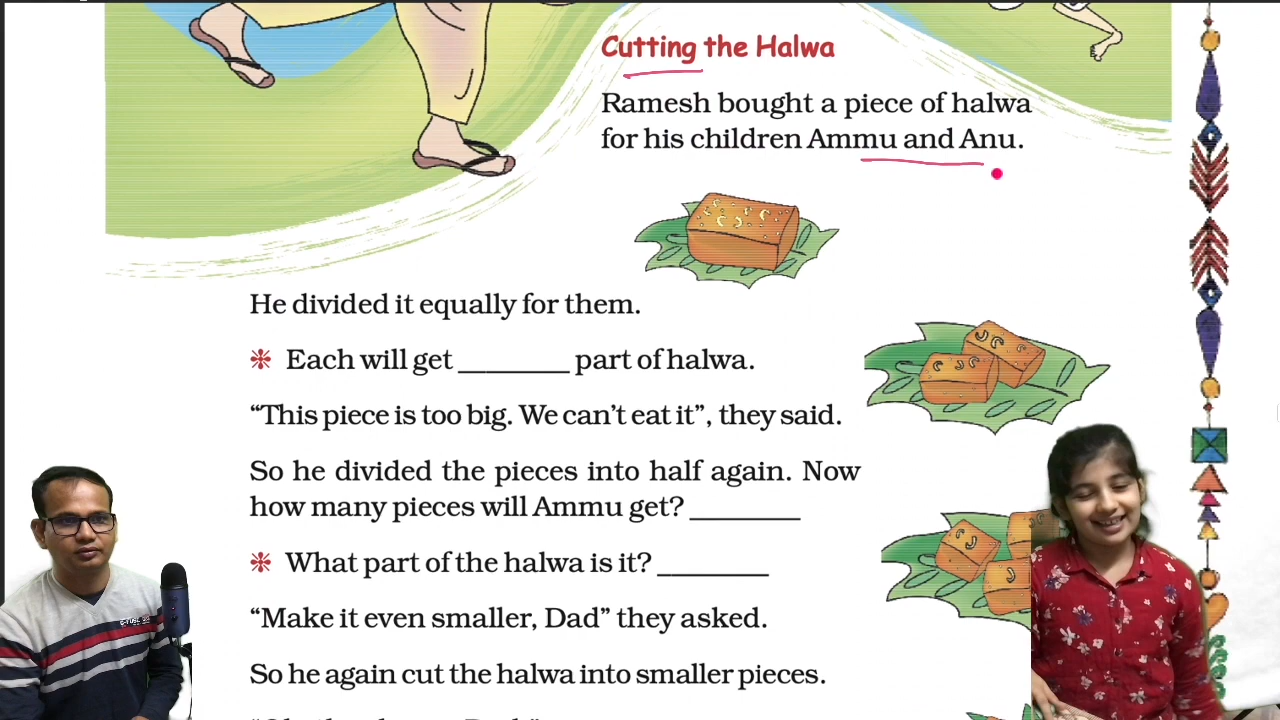 Cutting the Halwa
Ramesh bought a piece of halwa
for his children Ammu and Anu.
He divided it equally for them.
❋ Each will get ________ part of halwa.
“This piece is too big. We can’t eat it”, they said.
So he divided the pieces into half again. Now
how many pieces will Ammu get? ________
❋ What part of the halwa is it? ________
“Make it even smaller, Dad” they asked.
So he again cut the halwa into smaller pieces.